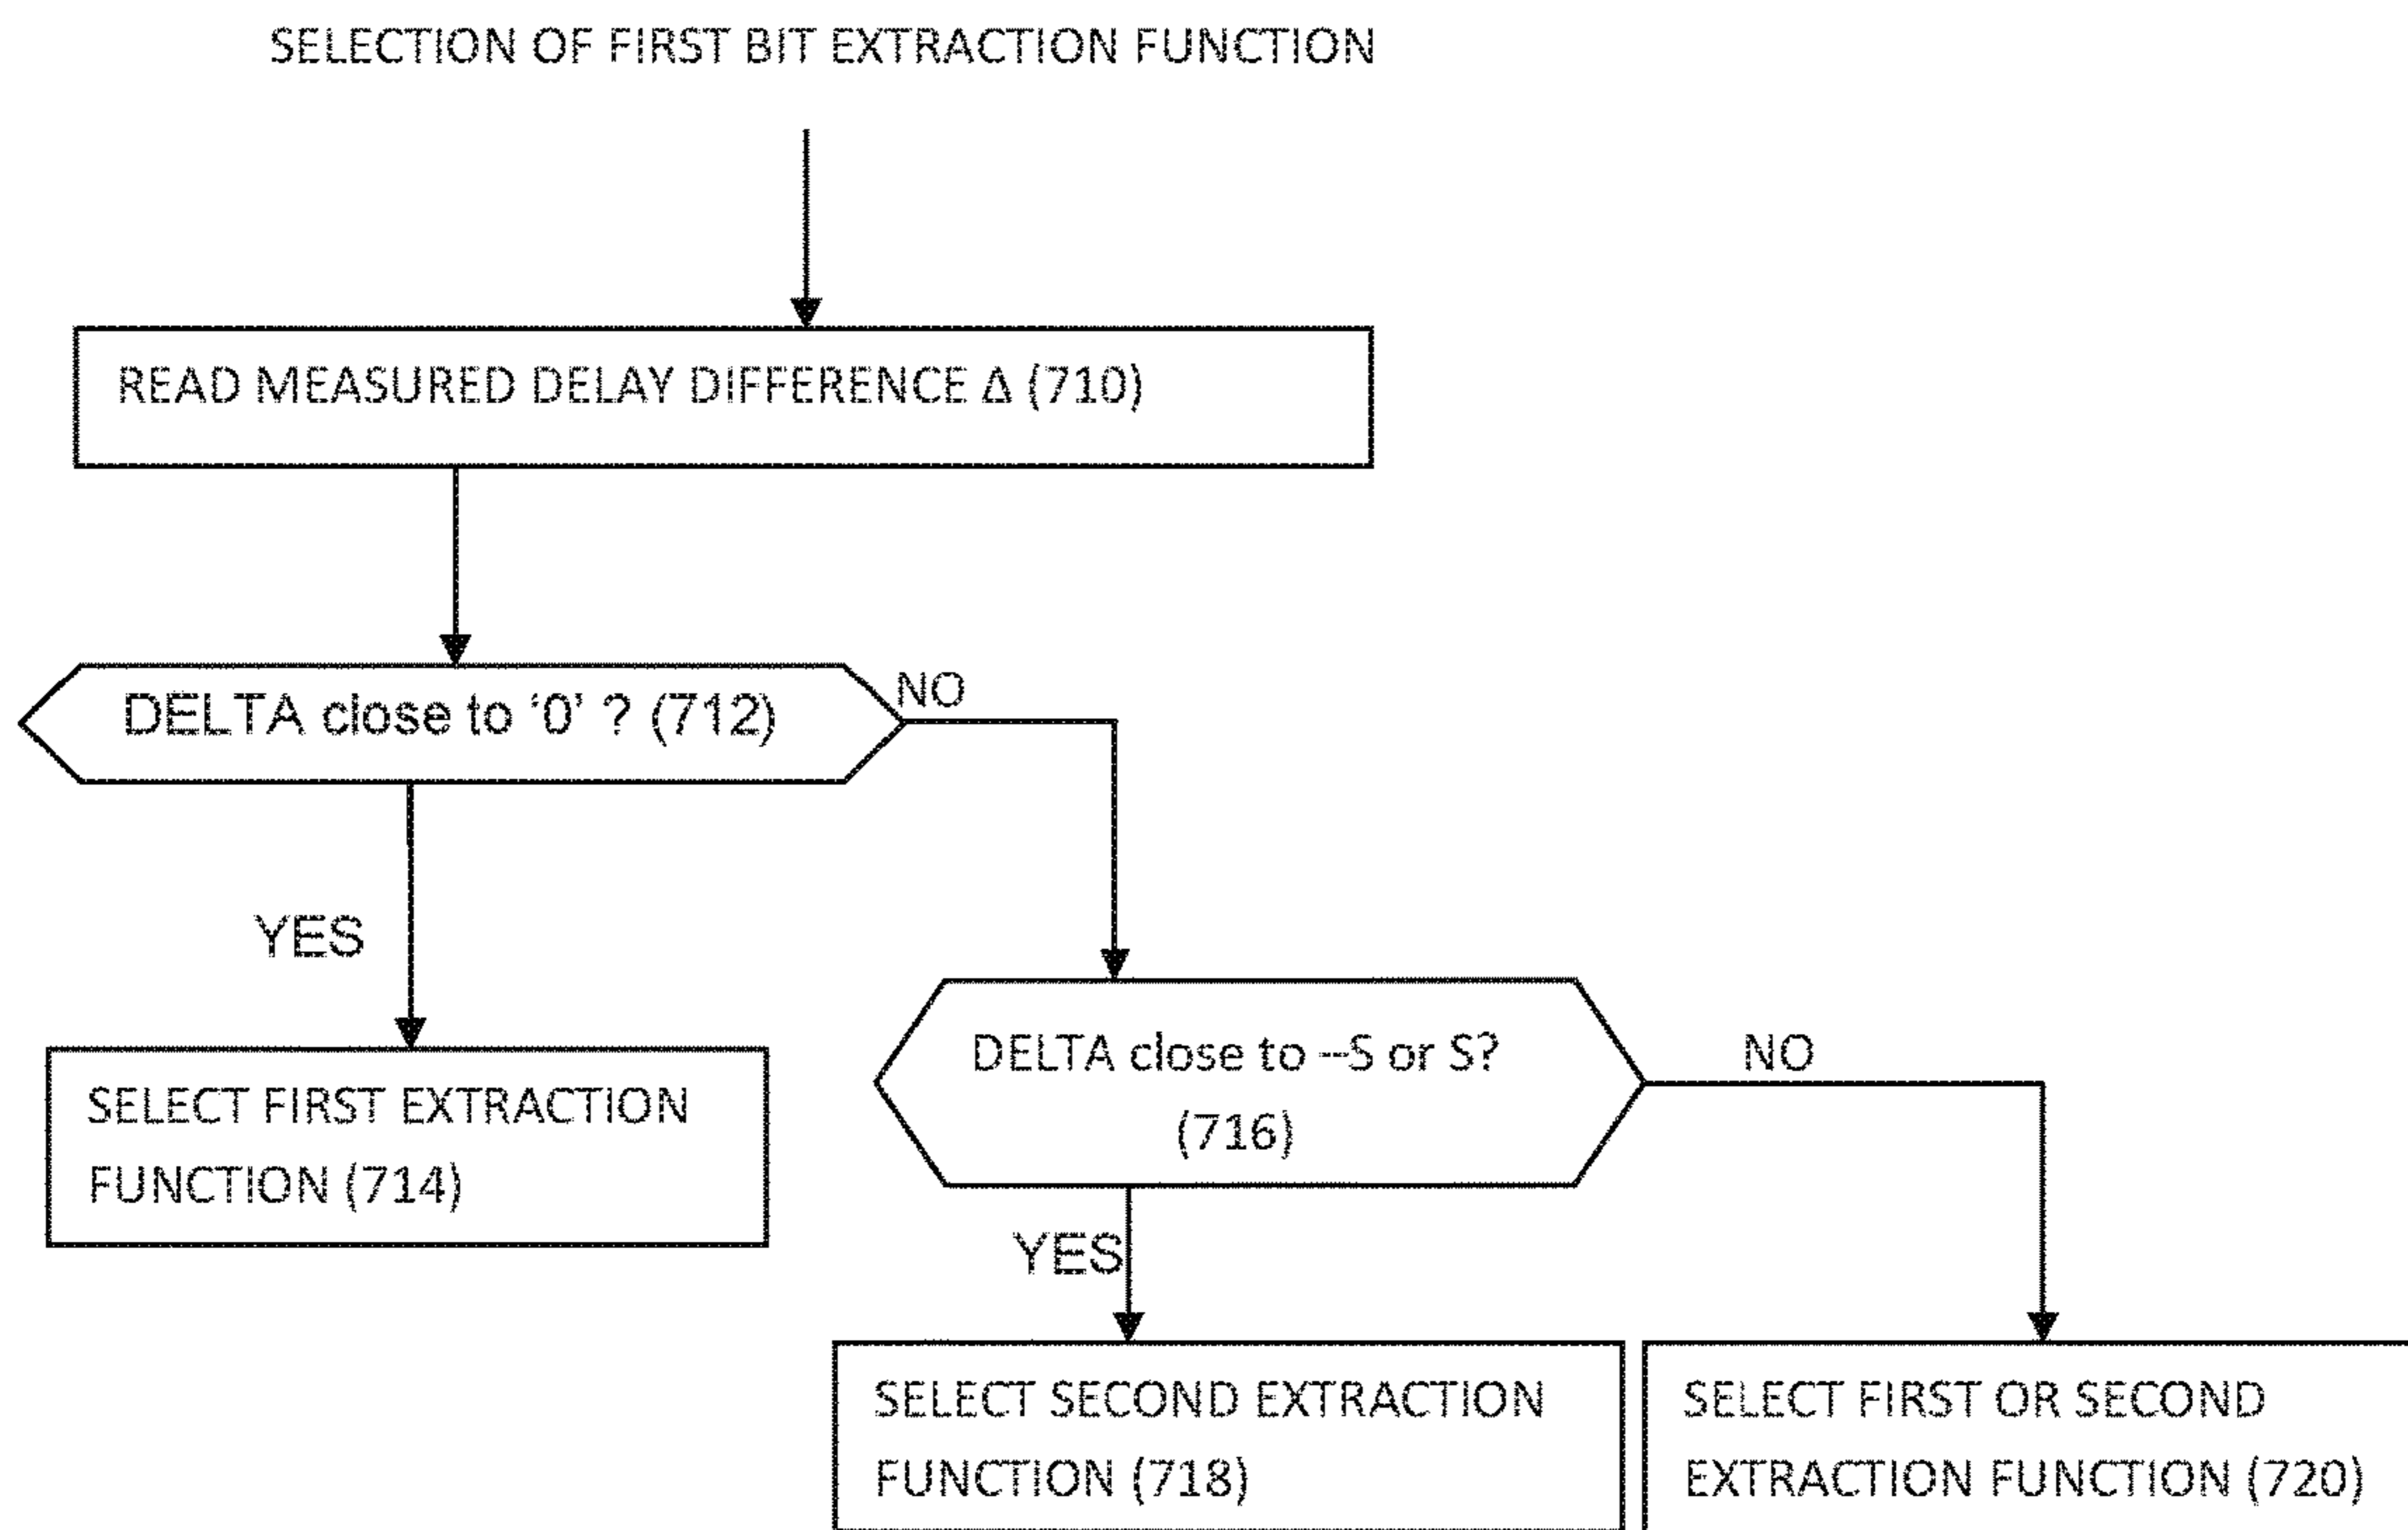 SELECTION OF FIRST BIT EXTRACTION FUNCTION
READ MEASURED DELAY DIFFERENCE Δ (710)
DELTA close to ‘0’ ? (712)
NO
YES
SELECT FIRST EXTRACTION
FUNCTION (714)
DELTA close to --S or S?
(716)
NO
YES
SELECT SECOND EXTRACTION
FUNCTION (718)
SELECT FIRST OR SECOND
EXTRACTION FUNCTION (720)